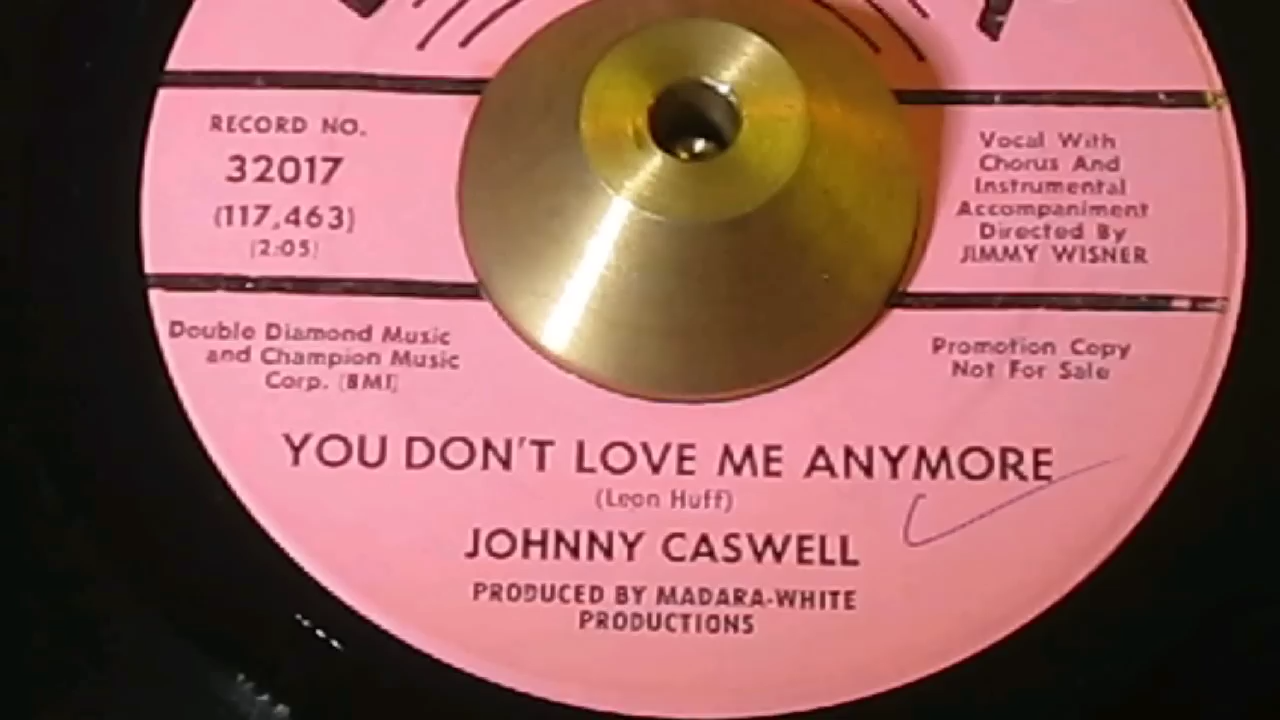 RECORD NO.
32017
(117,463)
(2:05)
Vocal With
Chorus And
Instrumental
Accompaniment
Directed By
JIMMY WISNER
Double Diamond Music
and Champion Music
Corp. (BMI)
Promotion Copy
Not For Sale
YOU DON'T LOVE ME ANYMORE
(Leon Huff)
JOHNNY CASWELL
PRODUCED BY MADARA-WHITE
PRODUCTIONS